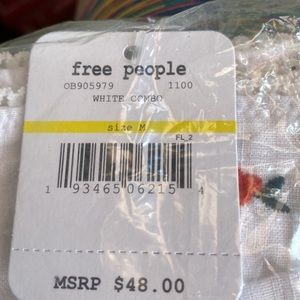 free people
OB905979 1100
WHITE COMBO
size M
FL_2
1 93465 06215 4
MSRP $48.00